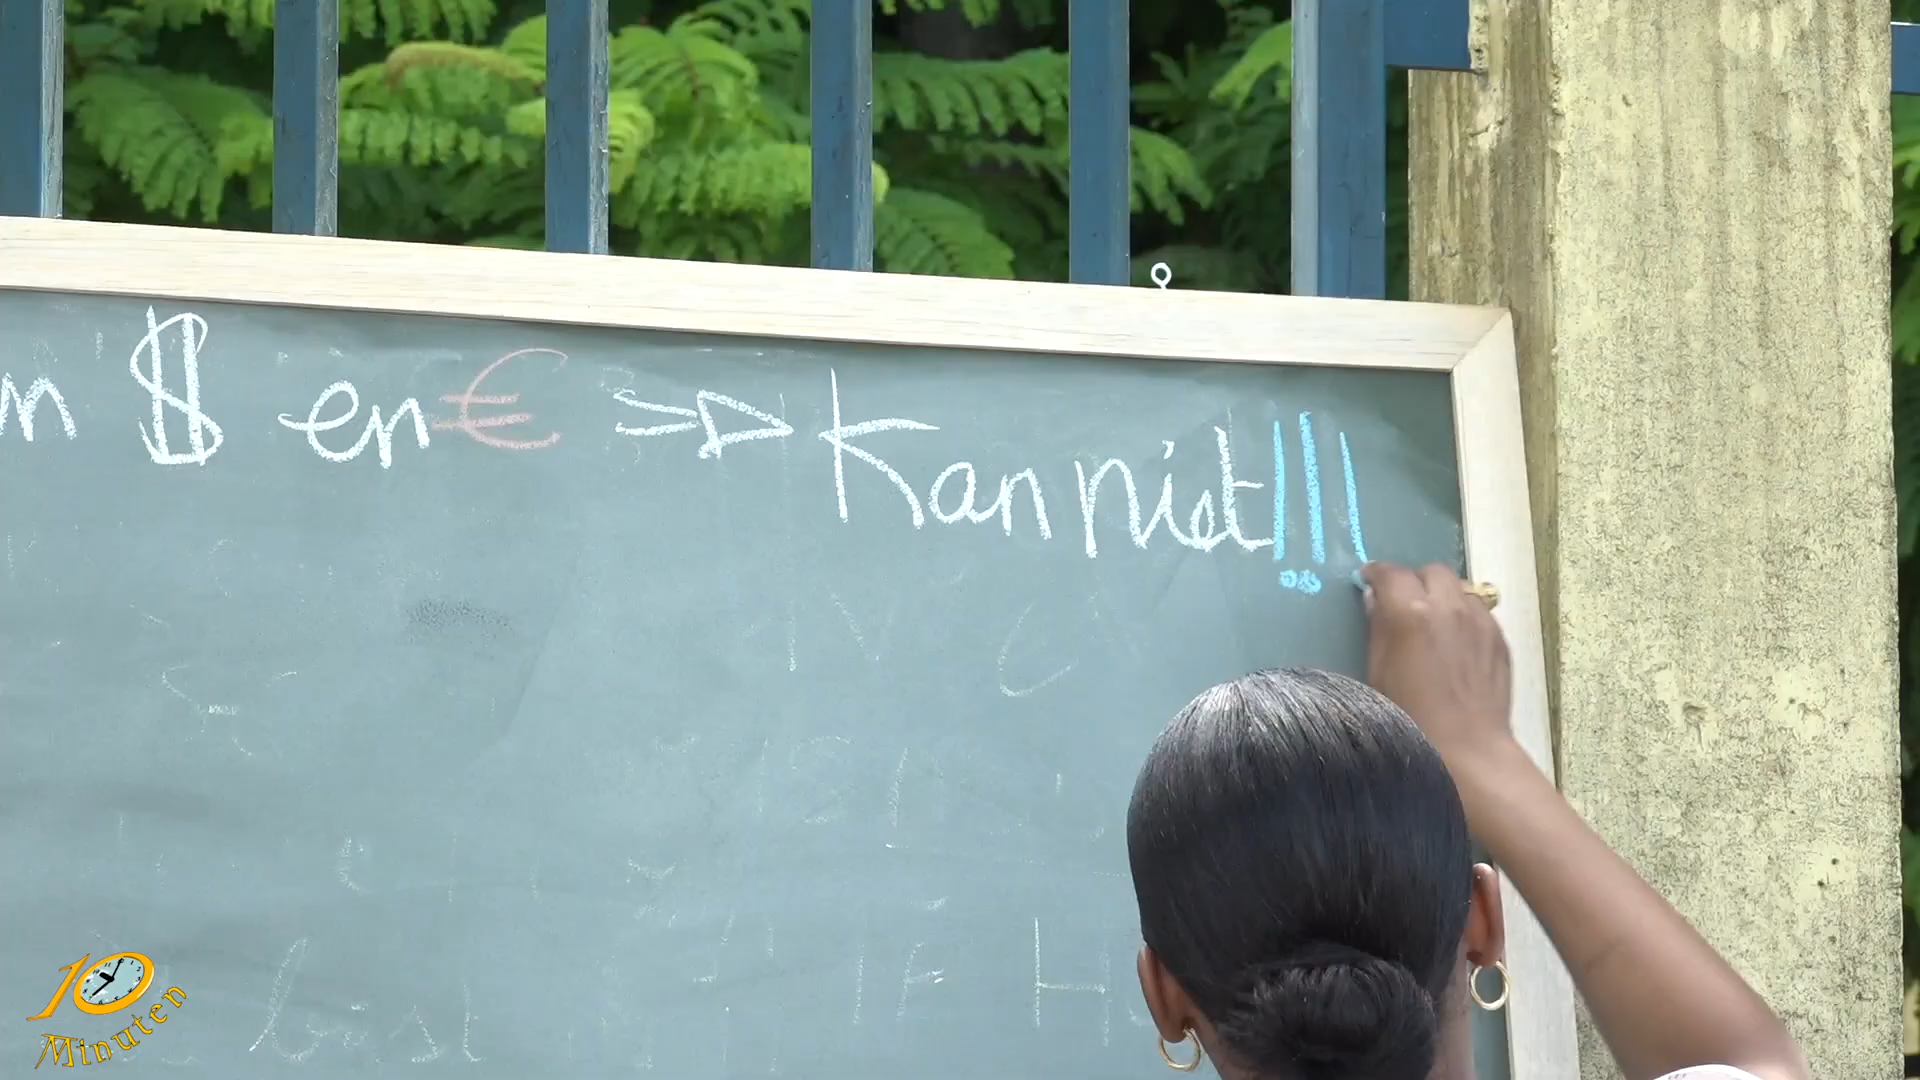 $ en € => Kan niet!!!
10
Minuten